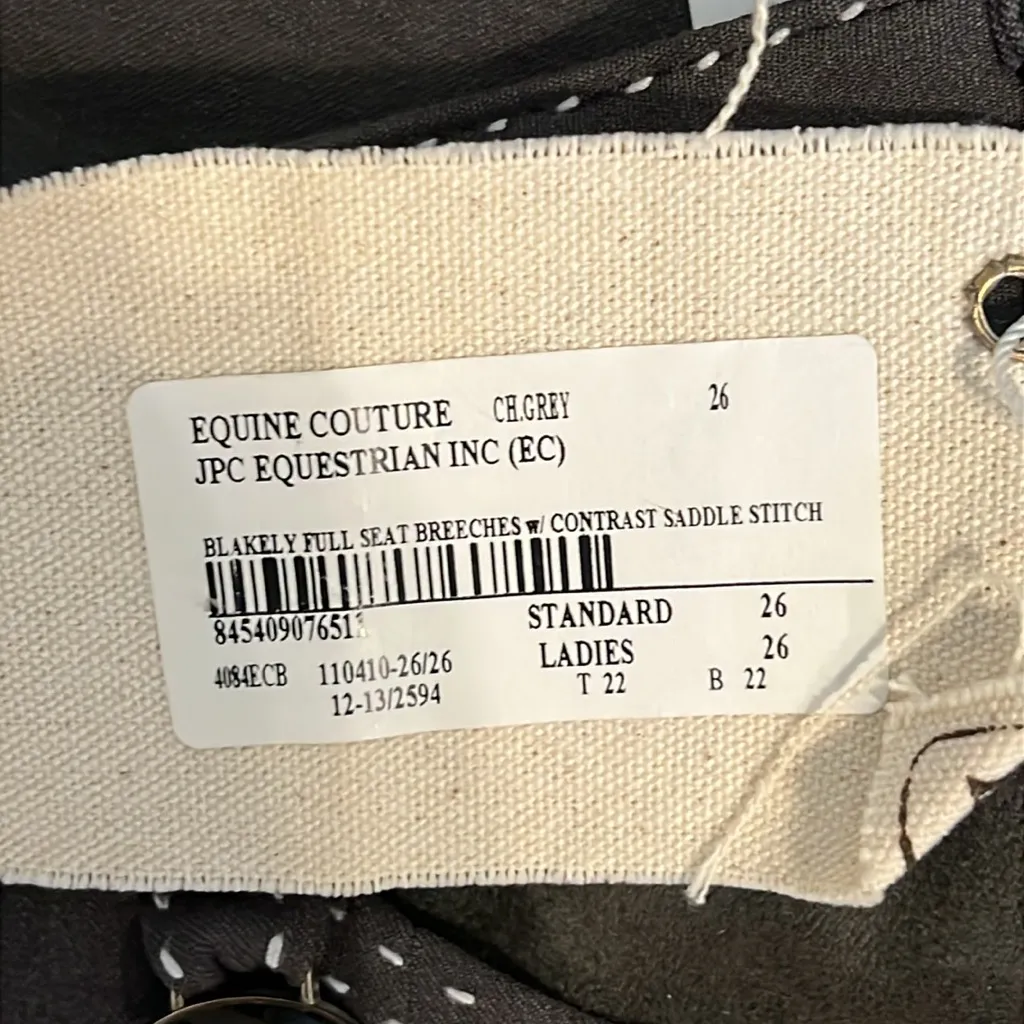 EQUINE COUTURE CH.GREY 26
JPC EQUESTRIAN INC (EC)
BLAKELY FULL SEAT BREECHES w/ CONTRAST SADDLE STITCH
845409076511 STANDARD 26
LADIES 26
4084ECB 110410-26/26 T 22 B 22
12-13/2594